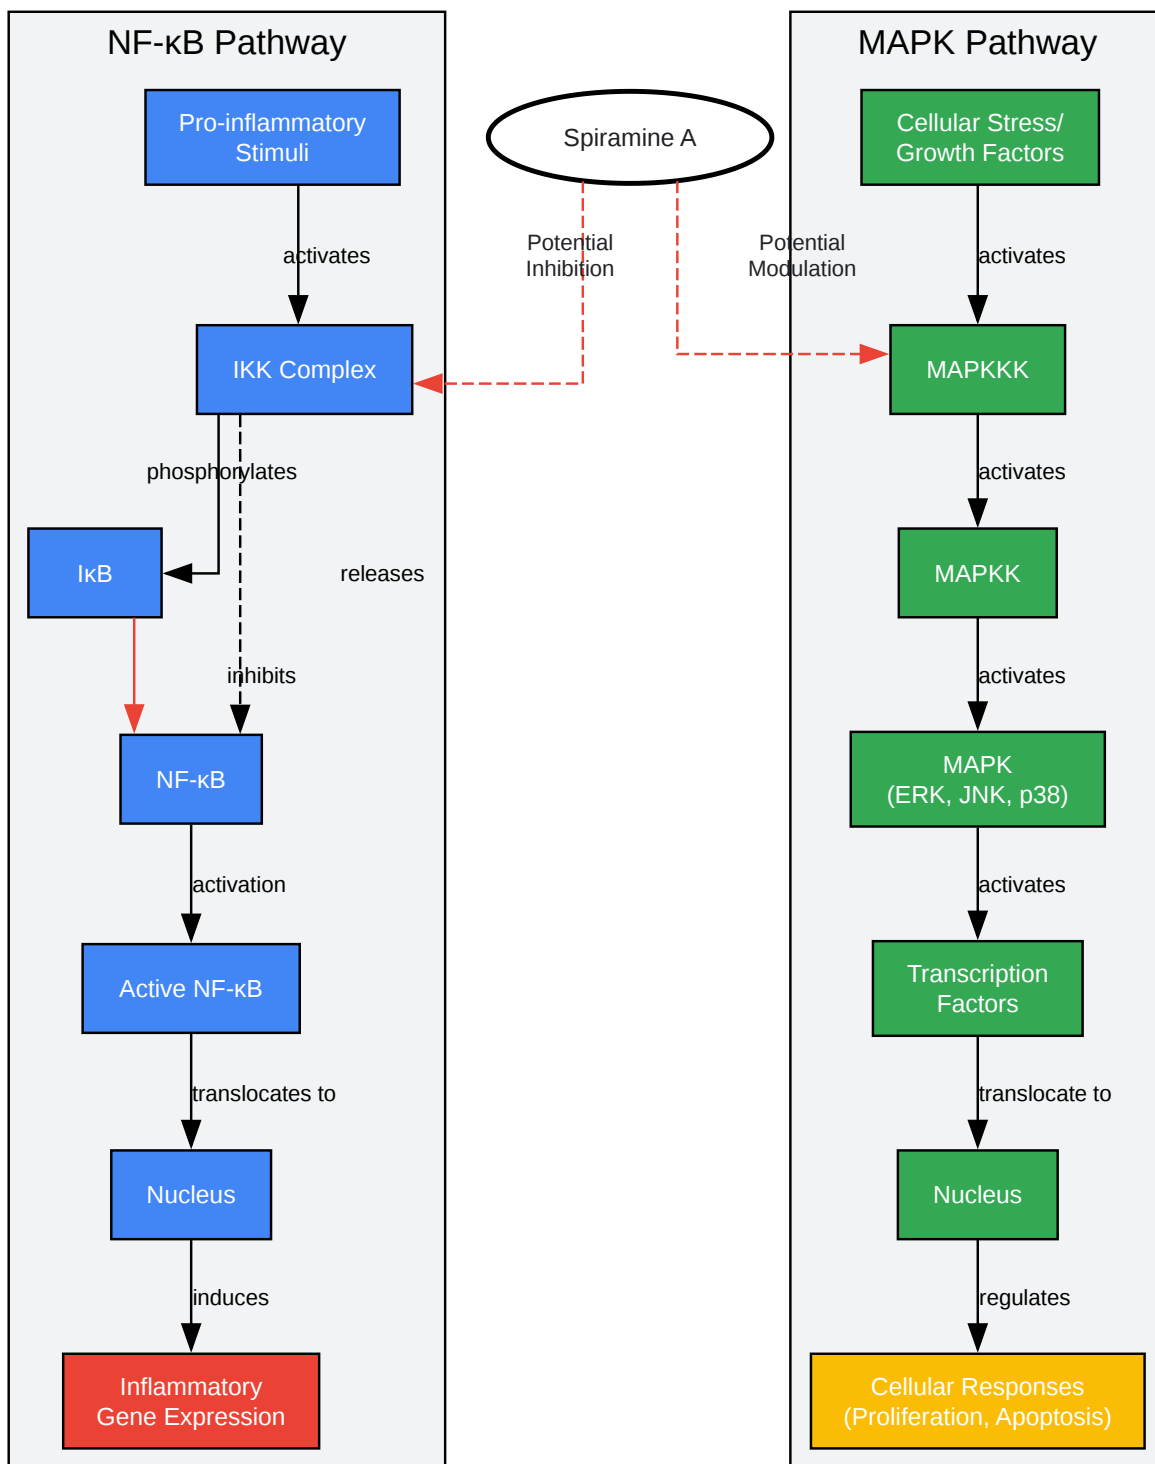 NF-κB Pathway
Pro-inflammatory
Stimuli
activates
IKK Complex
phosphorylates
IκB
releases
inhibits
NF-κB
activation
Active NF-κB
translocates to
Nucleus
induces
Inflammatory
Gene Expression
Spiramine A
Potential
Inhibition
Potential
Modulation
MAPK Pathway
Cellular Stress/
Growth Factors
activates
MAPKKK
activates
MAPKK
activates
MAPK
(ERK, JNK, p38)
activates
Transcription
Factors
translocate to
Nucleus
regulates
Cellular Responses
(Proliferation, Apoptosis)